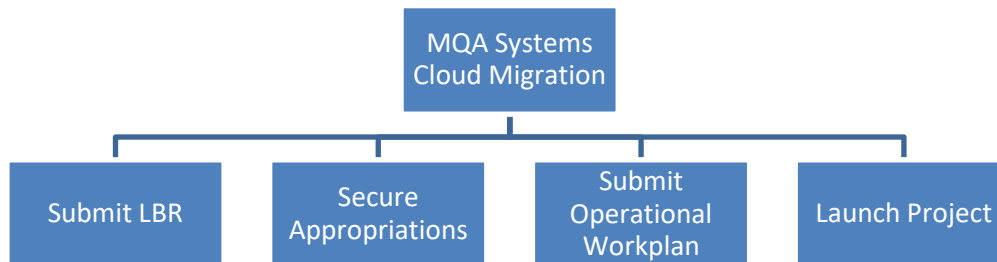 MQA Systems
Cloud Migration
Submit LBR
Secure
Appropriations
Submit
Operational
Workplan
Launch Project